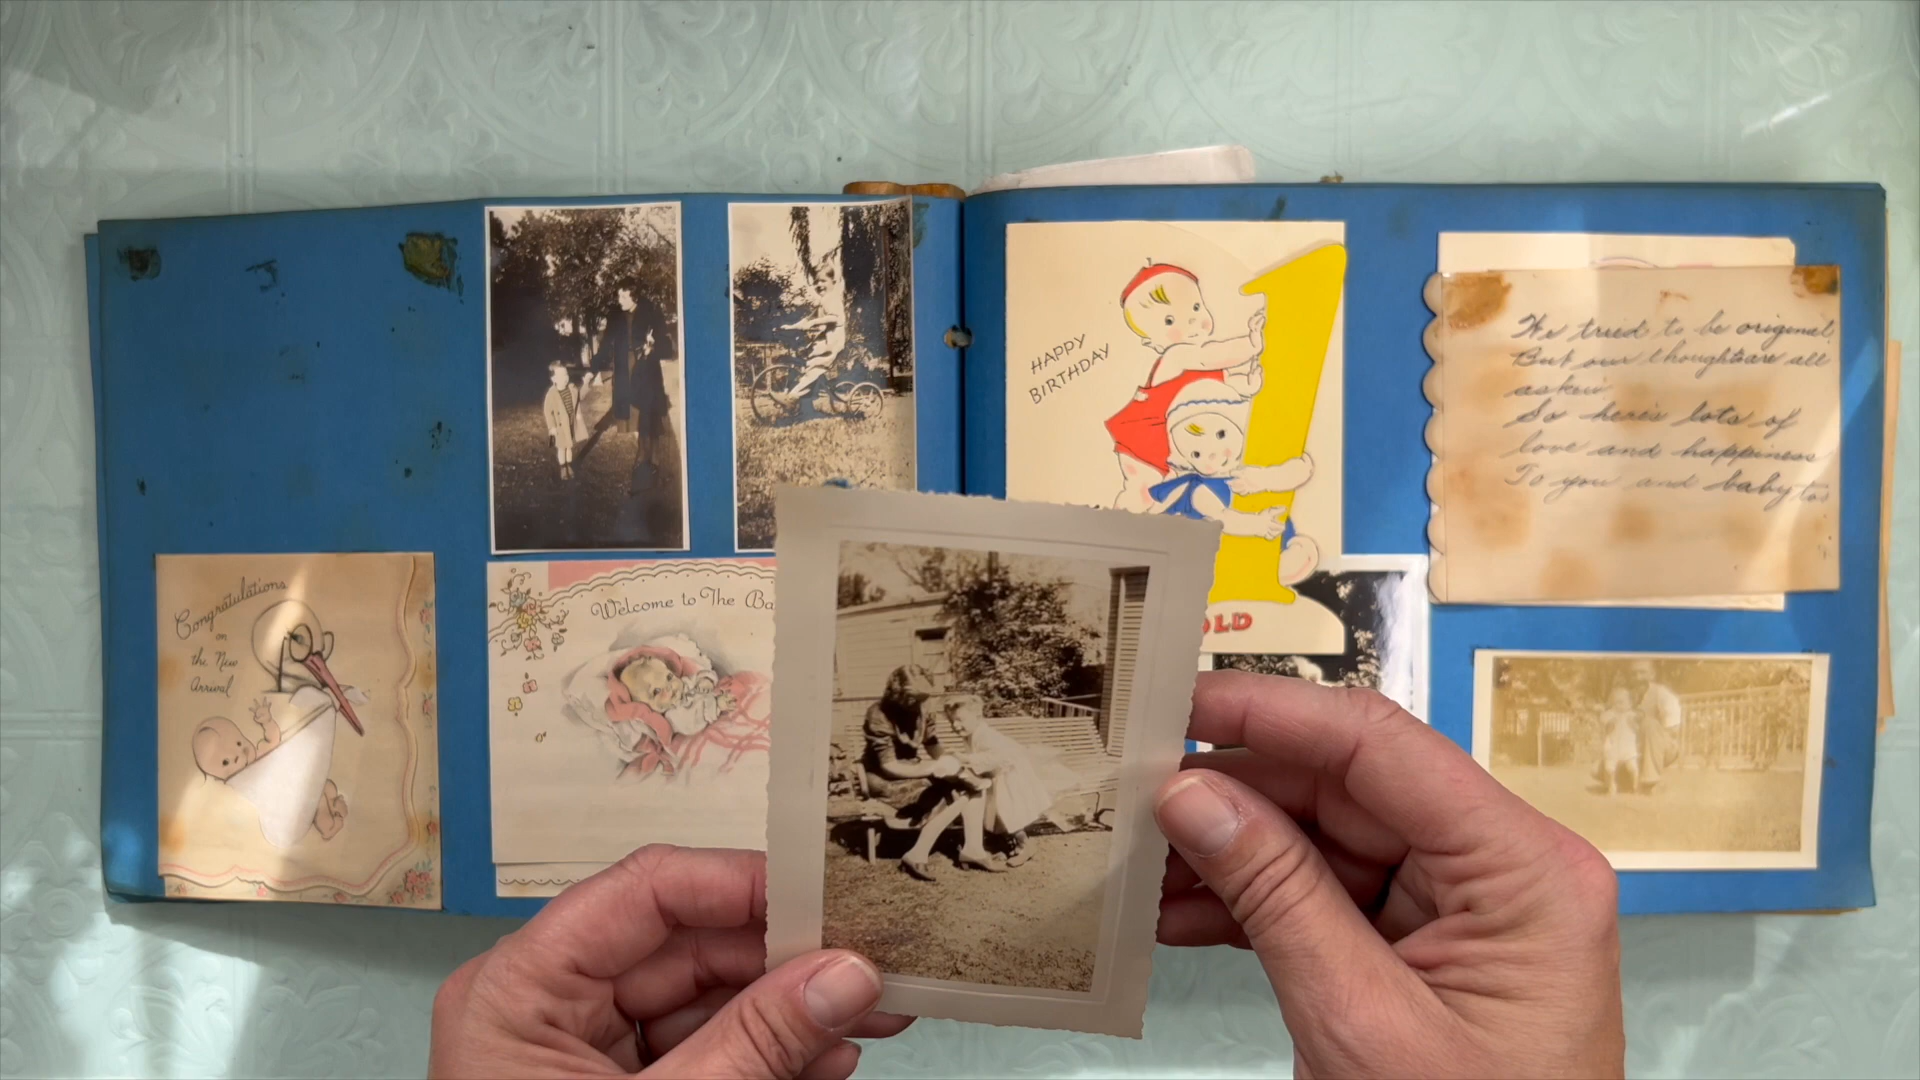 Congratulations
on
the New
Arrival
Welcome to The Ba
HAPPY
BIRTHDAY
OLD
We tried to be original
But our thoughts are all
askew
So here's lots of
love and happiness
To you and baby too